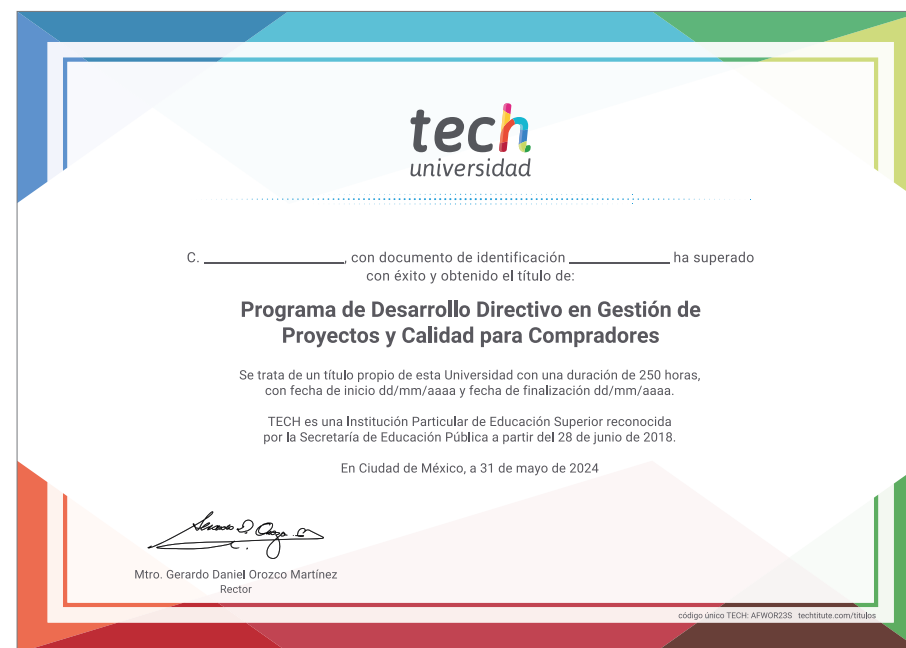 tech
universidad
C. ____________________, con documento de identificación ______________ ha superado
con éxito y obtenido el título de:
Programa de Desarrollo Directivo en Gestión de
Proyectos y Calidad para Compradores
Se trata de un título propio de esta Universidad con una duración de 250 horas,
con fecha de inicio dd/mm/aaaa y fecha de finalización dd/mm/aaaa.
TECH es una Institución Particular de Educación Superior reconocida
por la Secretaría de Educación Pública a partir del 28 de junio de 2018.
En Ciudad de México, a 31 de mayo de 2024
Mtro. Gerardo Daniel Orozco Martínez
Rector
código único TECH: AFWOR23S techtitute.com/titulos